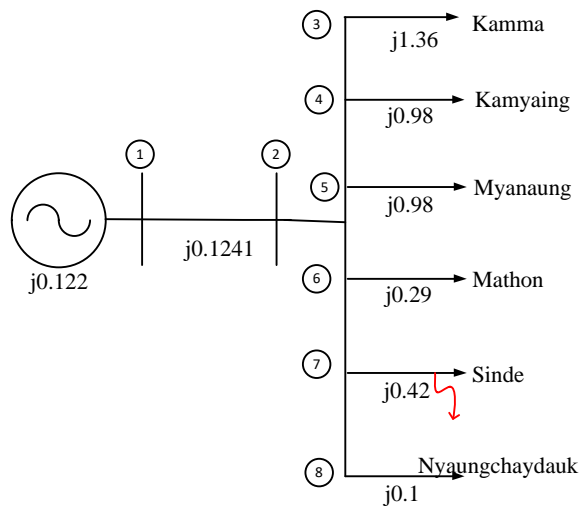 3
Kamma
j1.36
4
Kamyaing
j0.98
1
2
5
Myanaung
j0.98
j0.1241
j0.122
6
Mathon
j0.29
7
Sinde
j0.42
8
Nyaungchaydauk
j0.1